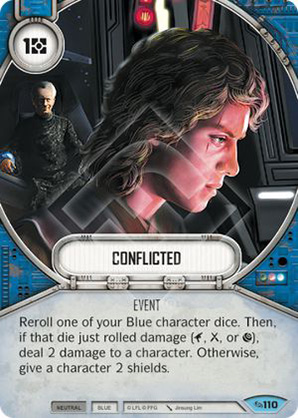 1
CONFLICTED
EVENT
Reroll one of your Blue character dice. Then,
if that die just rolled damage ( , , or ),
deal 2 damage to a character. Otherwise,
give a character 2 shields.
NEUTRAL BLUE © LFL © FFG Jinsung Lim
110